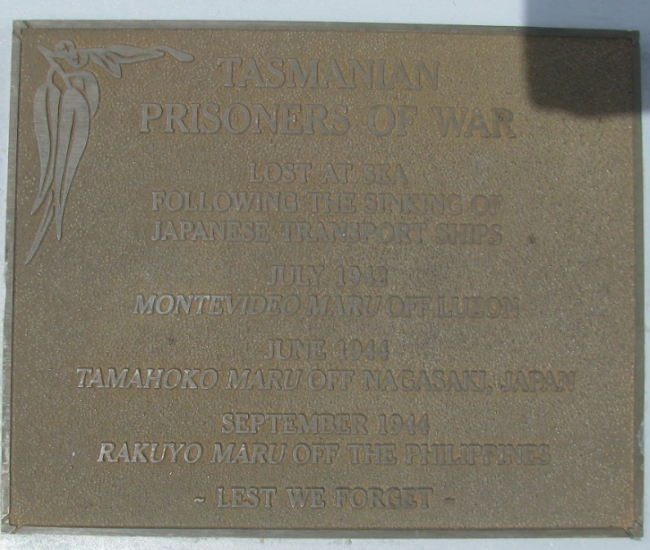 TASMANIAN
PRISONERS OF WAR
LOST AT SEA
FOLLOWING THE SINKING OF
JAPANESE TRANSPORT SHIPS
JULY 1942
MONTEVIDEO MARU OFF LUZON
JUNE 1944
TAMAHOKO MARU OFF NAGASAKI, JAPAN
SEPTEMBER 1944
RAKUYO MARU OFF THE PHILIPPINES
~ LEST WE FORGET ~